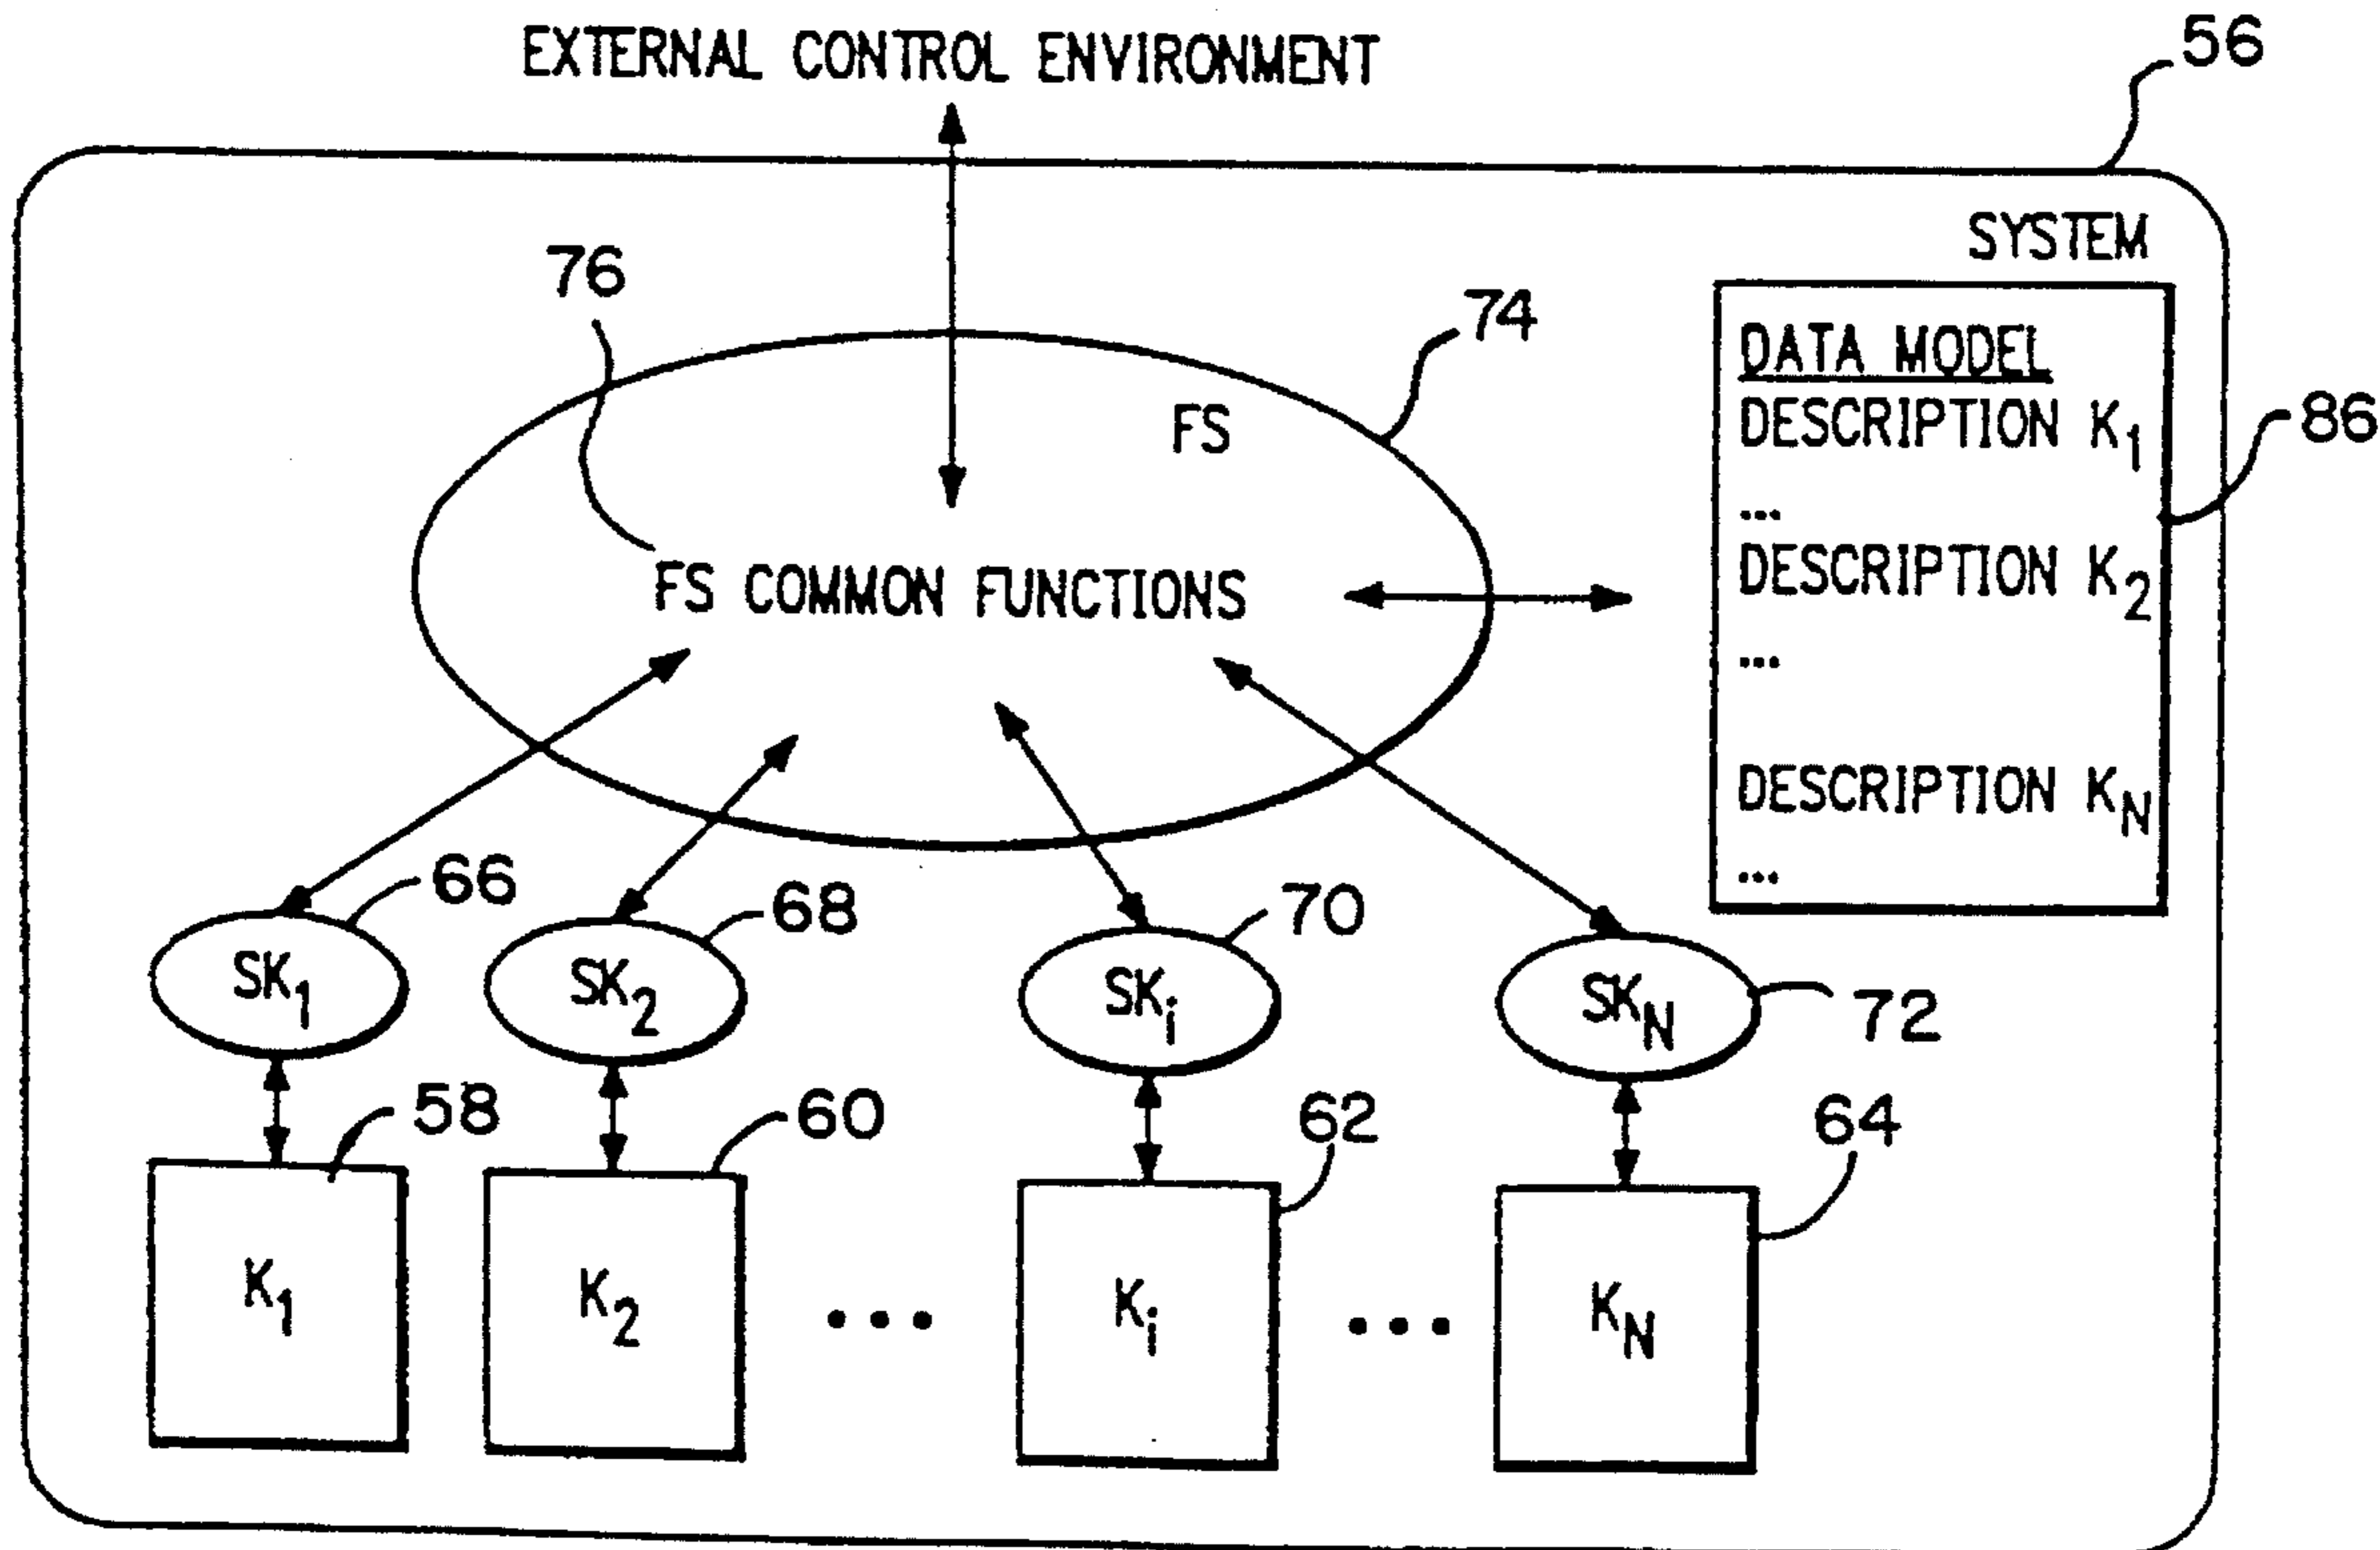 EXTERNAL CONTROL ENVIRONMENT
56
SYSTEM
76
74
FS
DATA MODEL
DESCRIPTION K1
...
86
DESCRIPTION K2
...
FS COMMON FUNCTIONS
DESCRIPTION KN
...
66
68
70
72
SK1
SK2
SKi
SKN
58
60
62
64
K1
K2
...
Ki
...
KN